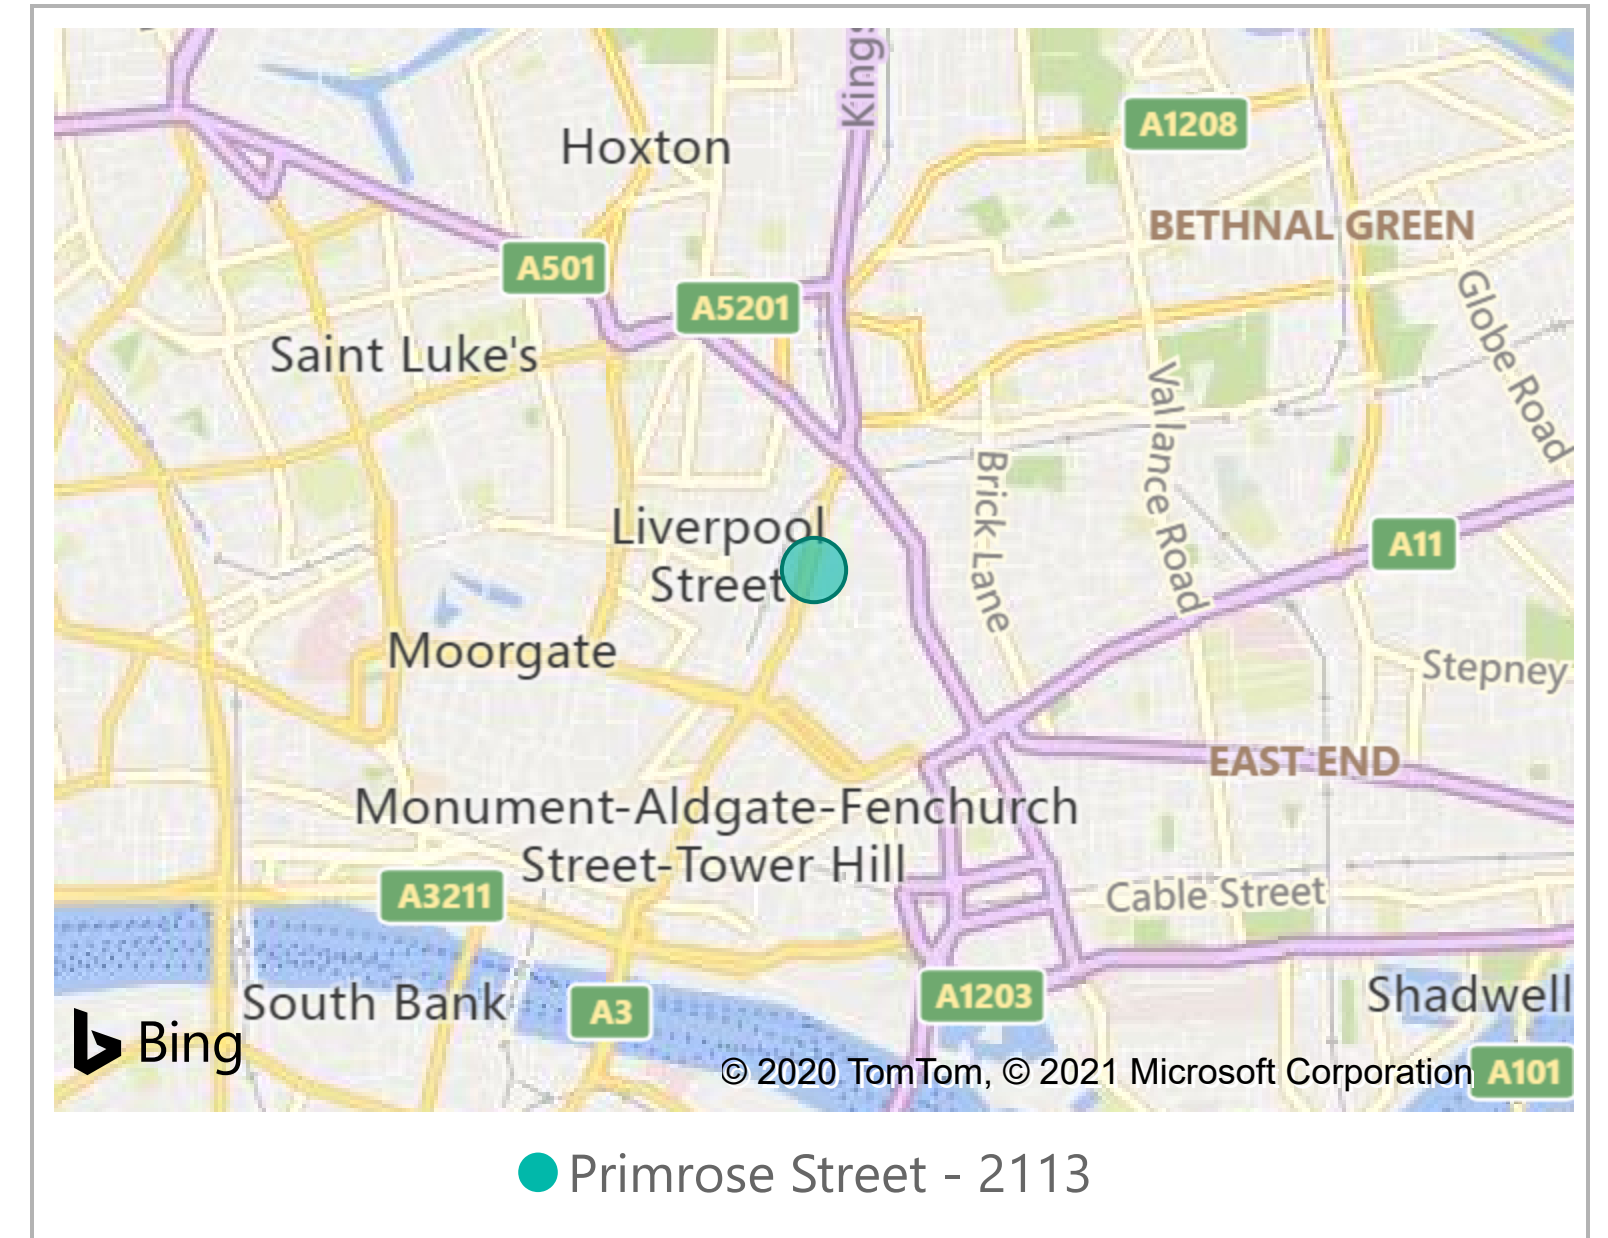 Kings
A1208
Hoxton
BETHNAL GREEN
A501
A5201
Globe Road
Saint Luke's
Vallance Road
Brick Lane
Liverpool
Street
A11
Moorgate
Stepney
EAST END
Monument-Aldgate-Fenchurch
Street-Tower Hill
A3211
Cable Street
South Bank
A3
A1203
Shadwell
Bing
© 2020 TomTom, © 2021 Microsoft Corporation
A101
Primrose Street - 2113